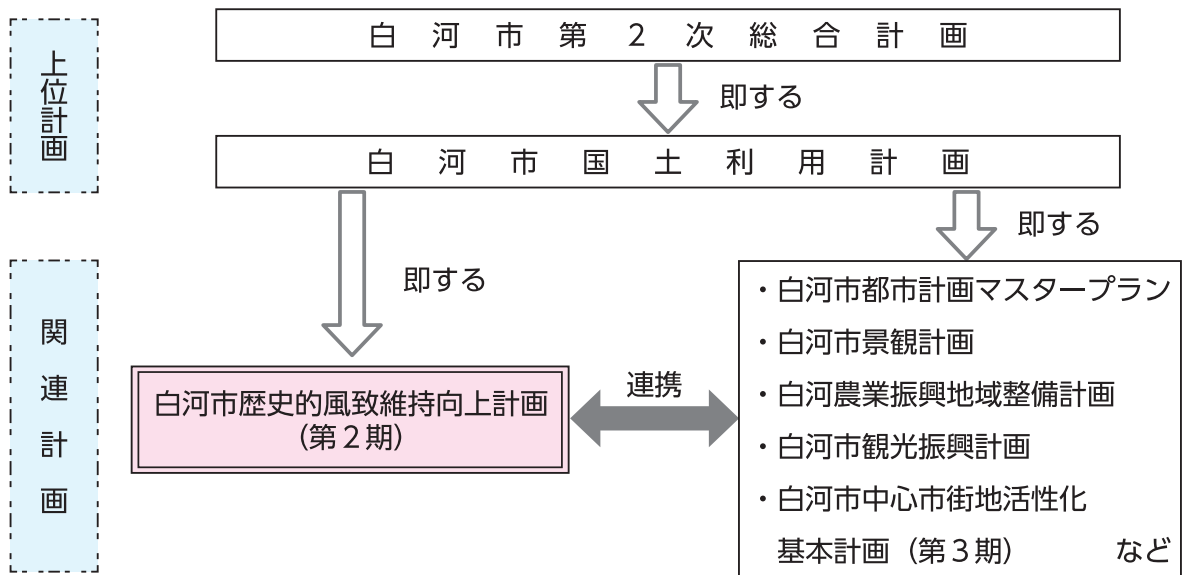 上位計画
白河市第2次総合計画
即する
白河市国土利用計画
即する
即する
関連計画
白河市歴史的風致維持向上計画
（第２期）
連携
・白河市都市計画マスタープラン
・白河市景観計画
・白河農業振興地域整備計画
・白河市観光振興計画
・白河市中心市街地活性化
基本計画（第３期） など